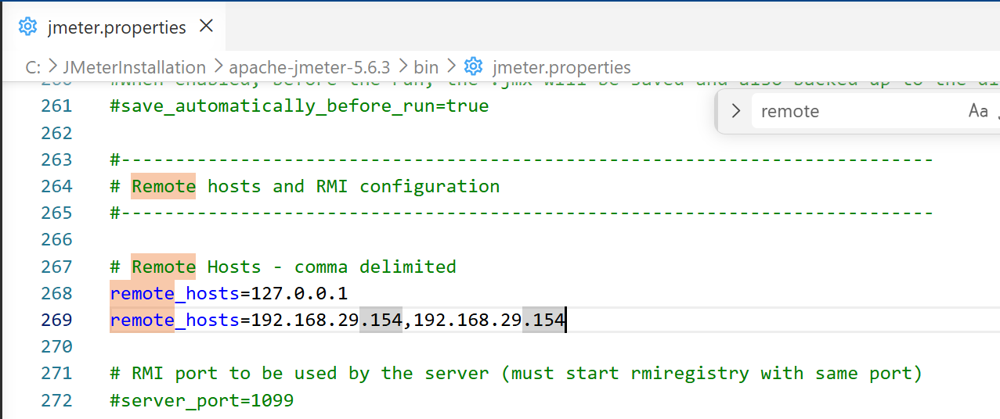 jmeter.properties
C: > JMeterInstallation > apache-jmeter-5.6.3 > bin > jmeter.properties
260 #When enabled, before the run, the .jmx will be saved and also backed up to the
261 #save_automatically_before_run=true
remote Aa
262
263 #---------------------------------------------------------------------------
264 # Remote hosts and RMI configuration
265 #---------------------------------------------------------------------------
266
267 # Remote Hosts - comma delimited
268 remote_hosts=127.0.0.1
269 remote_hosts=192.168.29.154,192.168.29.154
270
271 # RMI port to be used by the server (must start rmiregistry with same port)
272 #server_port=1099